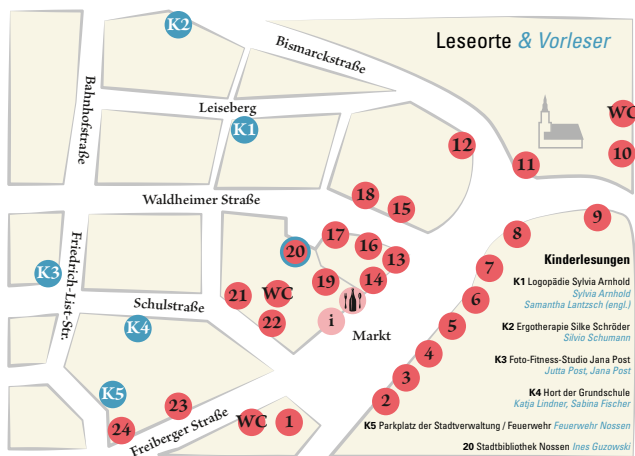 Leseorte & Vorleser
K2
Bismarckstraße
Bahnhofstraße
Leiseberg
K1
WC
12
10
11
18
15
Waldheimer Straße
9
17
8
16
20
13
7
K3
Friedrich-List-Str.
19
14
21
WC
6
Schulstraße
22
i
5
K4
Markt
4
3
K5
23
2
24
Freiberger Straße
WC
1
Kinderlesungen
K1 Logopädie Sylvia Arnhold
Sylvia Arnhold
Samantha Lantzsch (engl.)
K2 Ergotherapie Silke Schröder
Silvio Schumann
K3 Foto-Fitness-Studio Jana Post
Jutta Post, Jana Post
K4 Hort der Grundschule
Katja Lindner, Sabina Fischer
K5 Parkplatz der Stadtverwaltung / Feuerwehr Feuerwehr Nossen
20 Stadtbibliothek Nossen Ines Guzowski